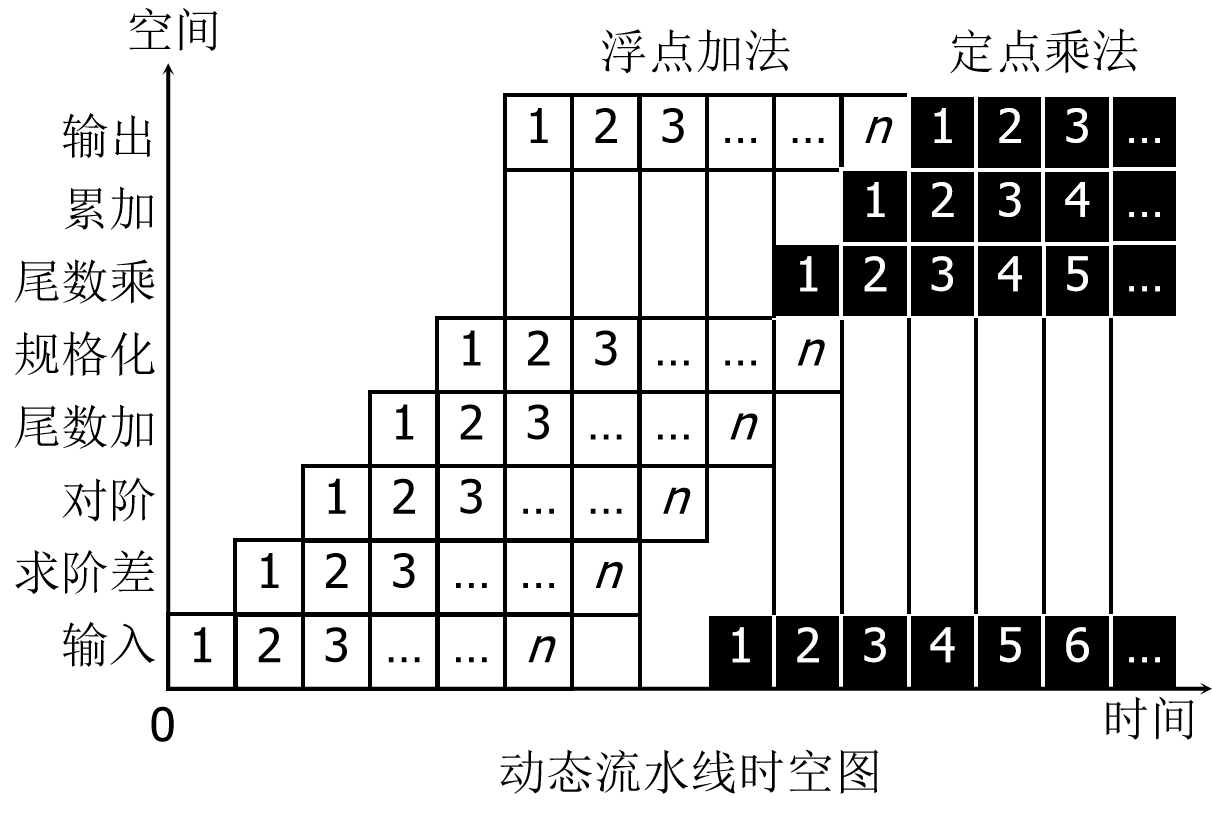 空间
浮点加法 定点乘法
输出 1 2 3 ... ... n 1 2 3 ...
累加 1 2 3 4 ...
尾数乘 1 2 3 4 5 ...
规格化 1 2 3 ... ... n
尾数加 1 2 3 ... ... n
对阶 1 2 3 ... ... n
求阶差 1 2 3 ... ... n
输入 1 2 3 ... ... n 1 2 3 4 5 6 ...
0 时间
动态流水线时空图